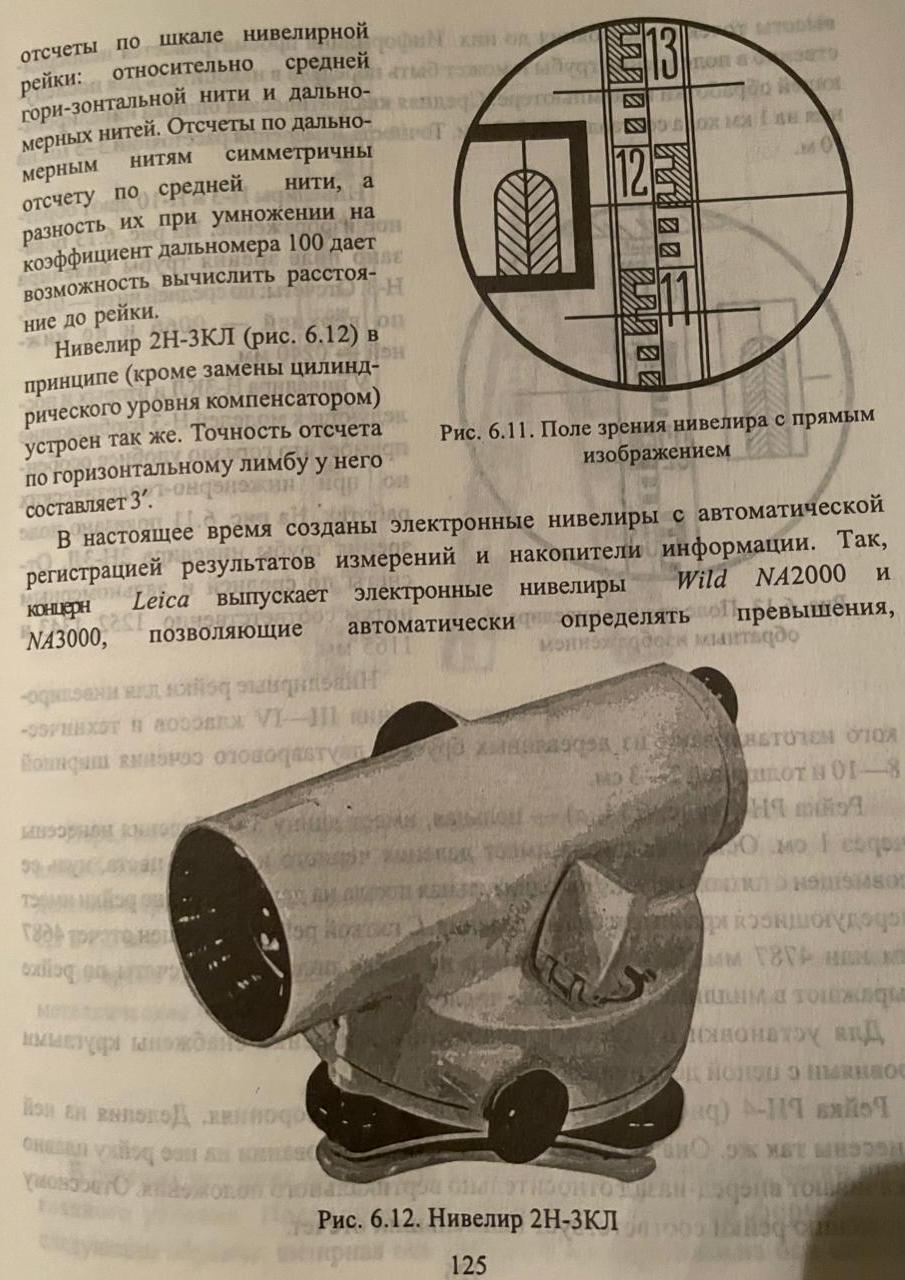 отсчеты по шкале нивелирной
рейки: относительно средней
гори-зонтальной нити и дально-
мерных нитей. Отсчеты по дально-
мерным нитям симметричны
отсчету по средней нити, а
разность их при умножении на
коэффициент дальномера 100 дает
возможность вычислить расстоя-
ние до рейки.
Нивелир 2Н-3КЛ (рис. 6.12) в
принципе (кроме замены цилинд-
рического уровня компенсатором)
устроен так же. Точность отсчета
по горизонтальному лимбу у него
составляет 3′.
13
12
11
Рис. 6.11. Поле зрения нивелира с прямым
изображением
В настоящее время созданы электронные нивелиры с автоматической
регистрацией результатов измерений и накопители информации. Так,
концерн Leica выпускает электронные нивелиры Wild NA2000 и
NA3000, позволяющие автоматически определять превышения,
Рис. 6.12. Нивелир 2Н-3КЛ
125